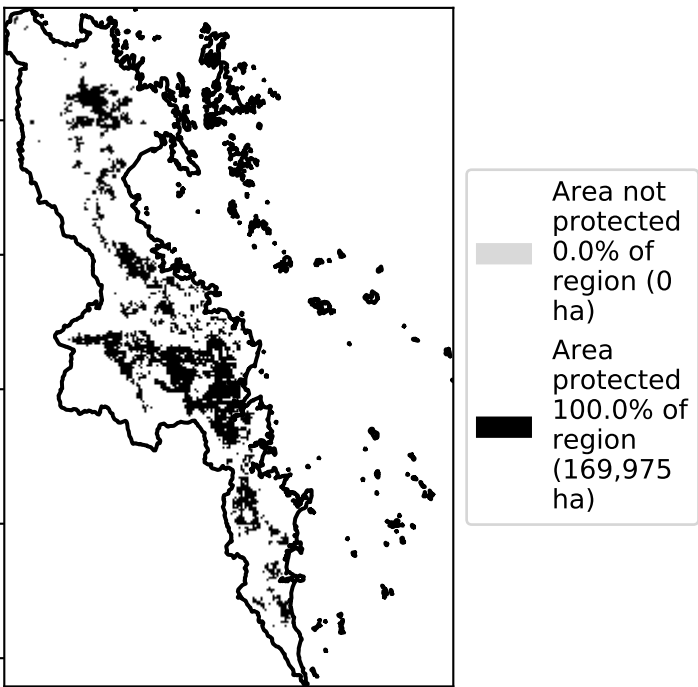 Area not
protected
0.0% of
region (0
ha)
Area
protected
100.0% of
region
(169,975
ha)